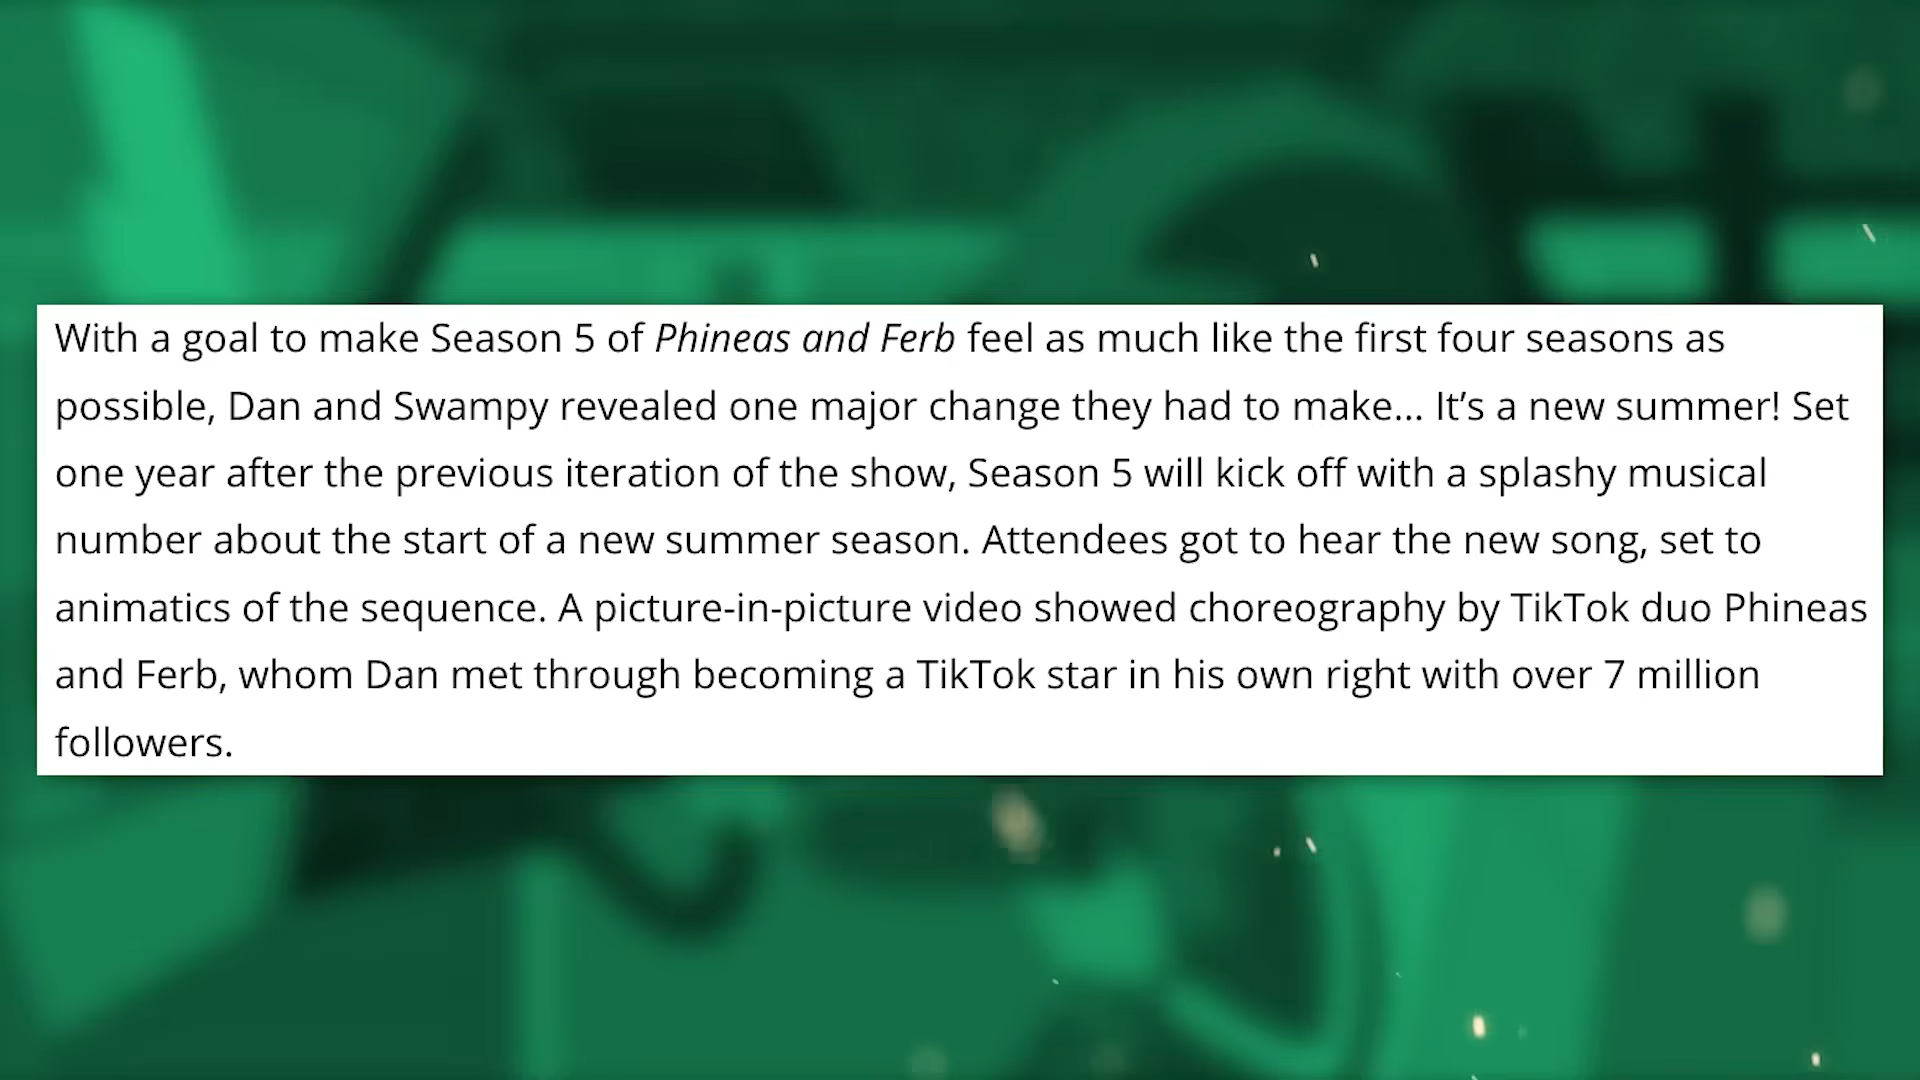 With a goal to make Season 5 of Phineas and Ferb feel as much like the first four seasons as
possible, Dan and Swampy revealed one major change they had to make... It’s a new summer! Set
one year after the previous iteration of the show, Season 5 will kick off with a splashy musical
number about the start of a new summer season. Attendees got to hear the new song, set to
animatics of the sequence. A picture-in-picture video showed choreography by TikTok duo Phineas
and Ferb, whom Dan met through becoming a TikTok star in his own right with over 7 million
followers.